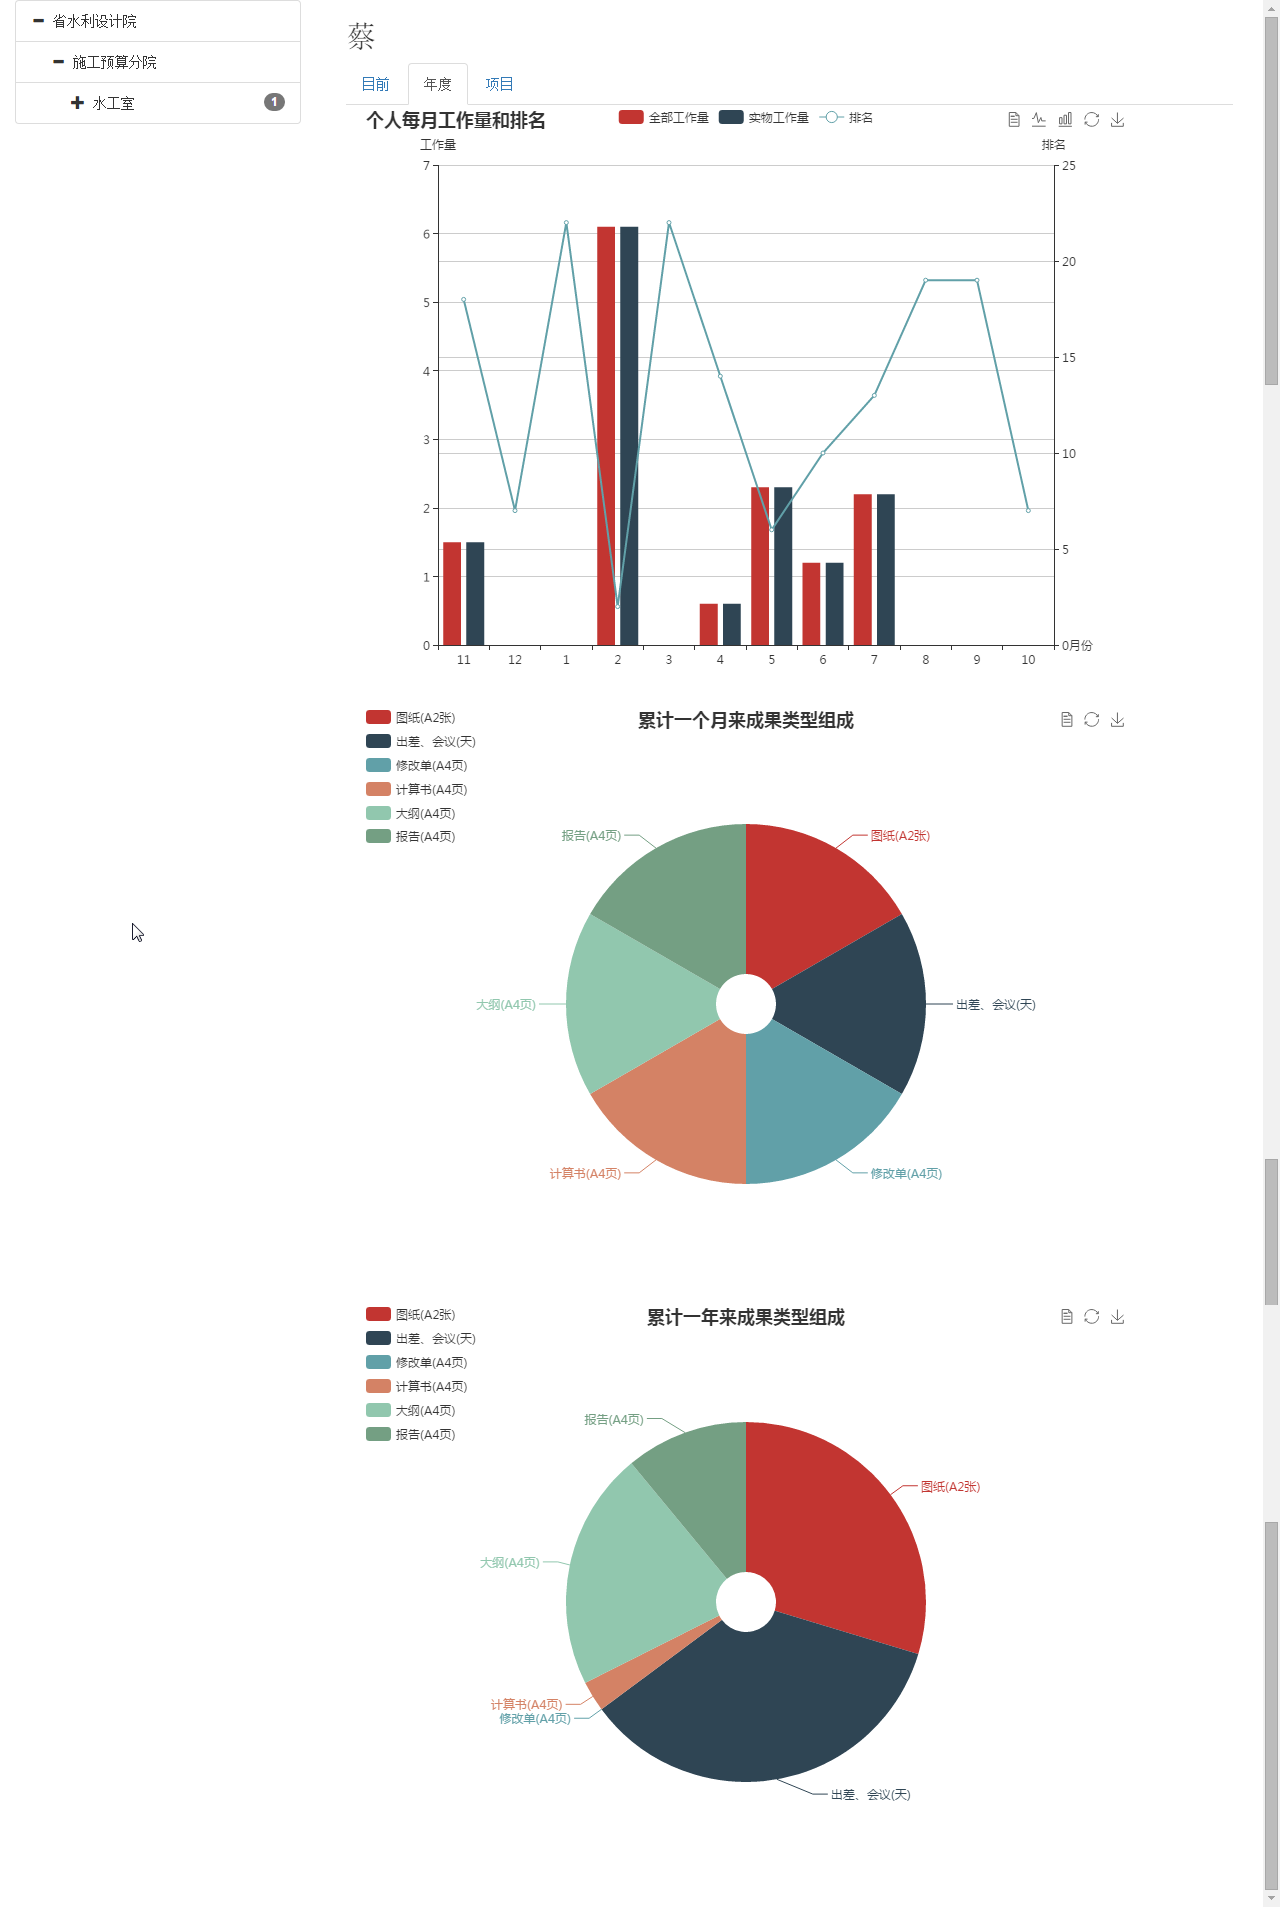 省水利设计院
施工预算分院
水工室 1
蔡
目前 年度 项目
个人每月工作量和排名
全部工作量 实物工作量 排名
工作量 排名
7 25
6
20
5
15
4
3
10
2
5
1
0 0月份
11 12 1 2 3 4 5 6 7 8 9 10
累计一个月来成果类型组成
图纸(A2张)
出差、会议(天)
修改单(A4页)
计算书(A4页)
大纲(A4页)
报告(A4页)
报告(A4页) 图纸(A2张)
大纲(A4页) 出差、会议(天)
计算书(A4页) 修改单(A4页)
累计一年来成果类型组成
图纸(A2张)
出差、会议(天)
修改单(A4页)
计算书(A4页)
大纲(A4页)
报告(A4页)
报告(A4页)
图纸(A2张)
大纲(A4页)
计算书(A4页)
修改单(A4页)
出差、会议(天)